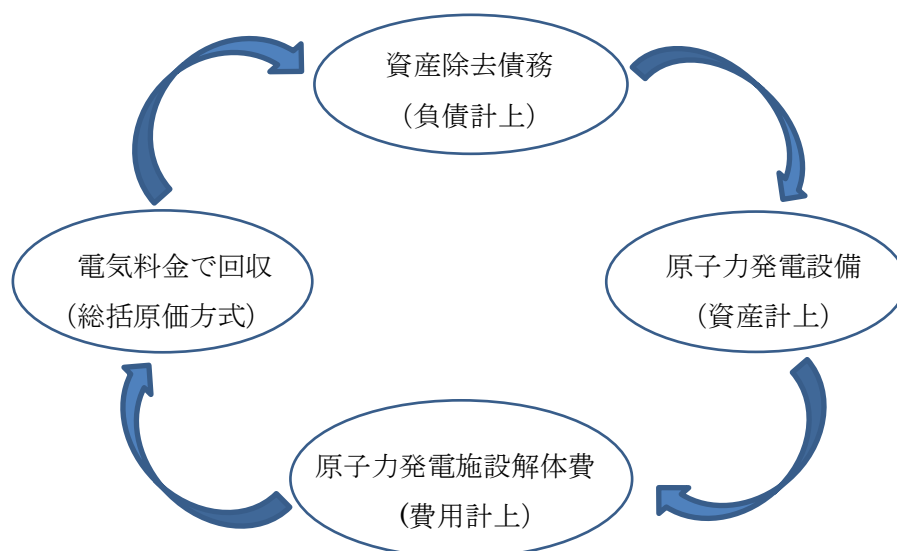 資産除去債務
（負債計上）
電気料金で回収
（総括原価方式）
原子力発電設備
（資産計上）
原子力発電施設解体費
(費用計上）